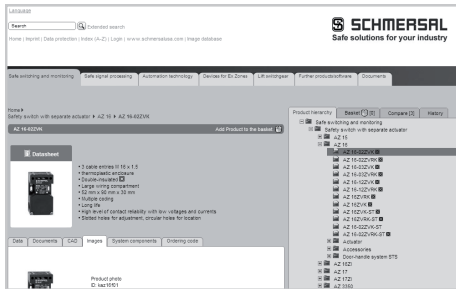 Language
Search
Extended search
Home | Imprint | Data protection | Index (A-Z) | Login | www.schmersalusa.com | Image database
SCHMERSAL
Safe solutions for your industry
Safe switching and monitoring
Safe signal processing
Automation technology
Devices for Ex Zones
Lift switchgear
Further products/software
Documents
Home
Safety switch with separate actuator AZ 16 AZ 16-02ZVK
AZ 16-02ZVK
Add Product to the basket
Datasheet
• 3 cable entries M 16 x 1.5
• thermoplastic enclosure
• Double-insulated
• Large wiring compartment
• 52 mm x 90 mm x 30 mm
• Multiple coding
• Long life
• High level of contact reliability with low voltages and currents
• Slotted holes for adjustment, circular holes for location
Data
Documents
CAD
Images
System components
Ordering code
Product photo
ID: kaz16f01
Product hierarchy
Basket [0]
Compare [3]
History
Safe switching and monitoring
Safety switch with separate actuator
AZ 15
AZ 16
AZ 16-02ZVK
AZ 16-02ZVRK
AZ 16-03ZVK
AZ 16-03ZVRK
AZ 16-12ZVK
AZ 16-12ZVRK
AZ 16ZVRK
AZ 16ZVK
AZ 16ZVK-ST
AZ 16ZVRK-ST
AZ 16-02ZVK-ST
AZ 16-02ZVRK-ST
Actuator
Accessories
Door-handle system STS
AZ 16ZI
AZ 17
AZ 17ZI
AZ 3350